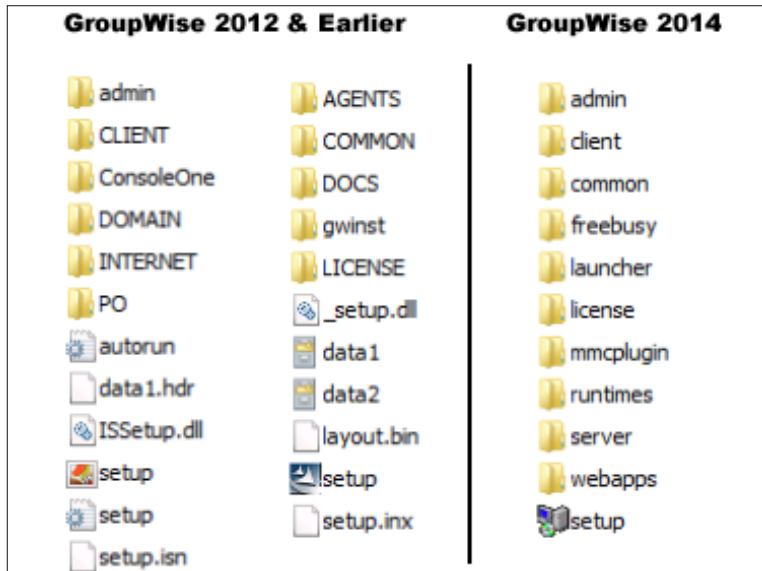 GroupWise 2012 & Earlier
admin
CLIENT
ConsoleOne
DOMAIN
INTERNET
PO
autorun
data1.hdr
ISSetup.dll
setup
setup
setup.isn
AGENTS
COMMON
DOCS
gwinst
LICENSE
_setup.dll
data1
data2
layout.bin
setup
setup.inx
GroupWise 2014
admin
client
common
freebusy
launcher
license
mmcplugin
runtimes
server
webapps
setup